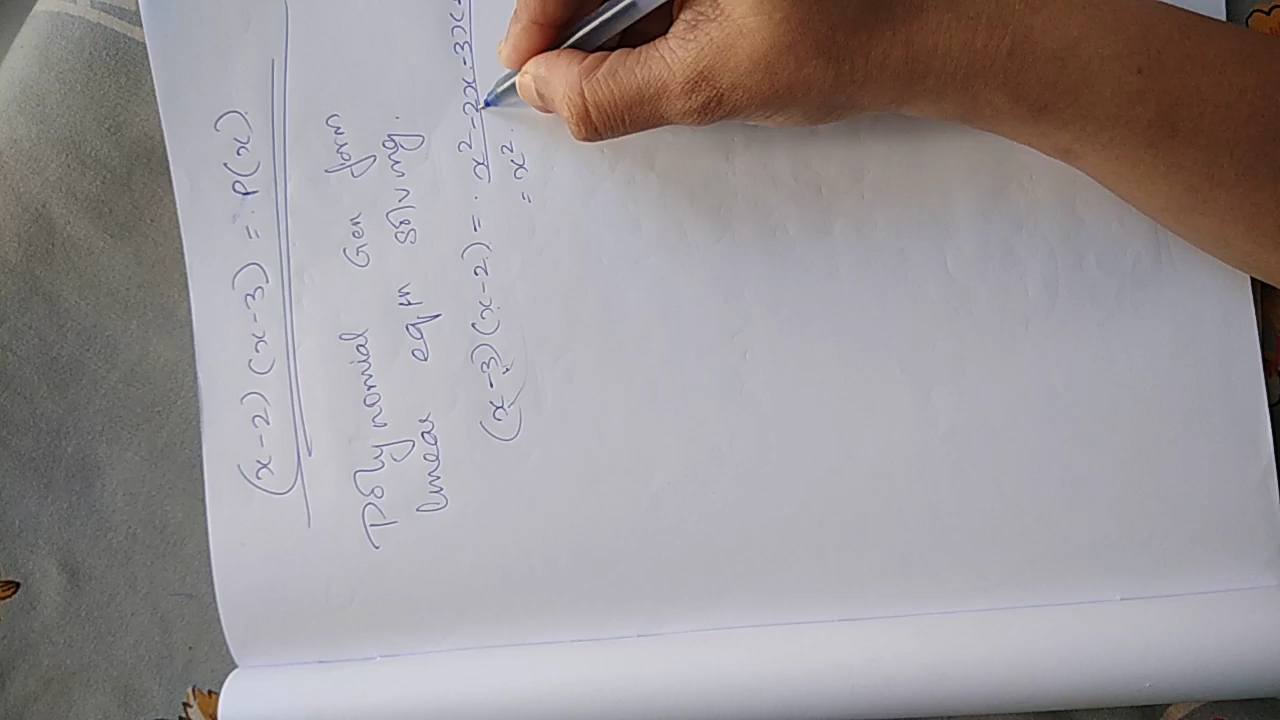 (x-2) (x-3) = P(x)
Polynomial Gen form
linear eqn solving.
(x-3)(x-2) = x² - 2x - 3x
= x²